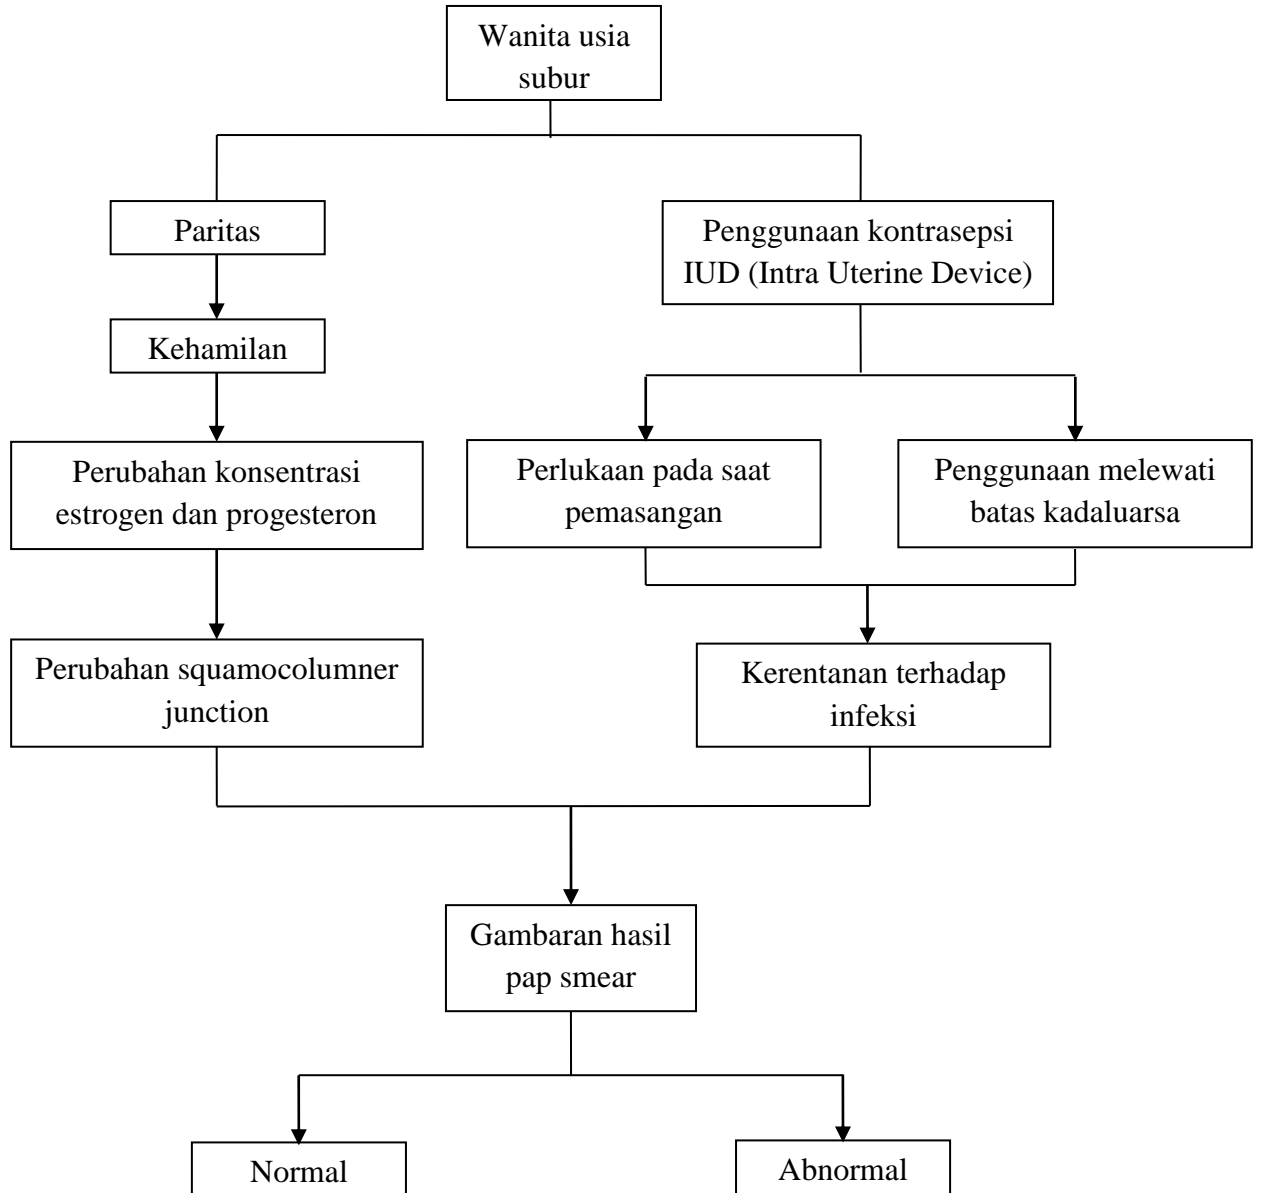 Wanita usia
subur
Paritas
Penggunaan kontrasepsi
IUD (Intra Uterine Device)
Kehamilan
Perubahan konsentrasi
estrogen dan progesteron
Perlukaan pada saat
pemasangan
Penggunaan melewati
batas kadaluarsa
Perubahan squamocolumner
junction
Kerentanan terhadap
infeksi
Gambaran hasil
pap smear
Normal
Abnormal